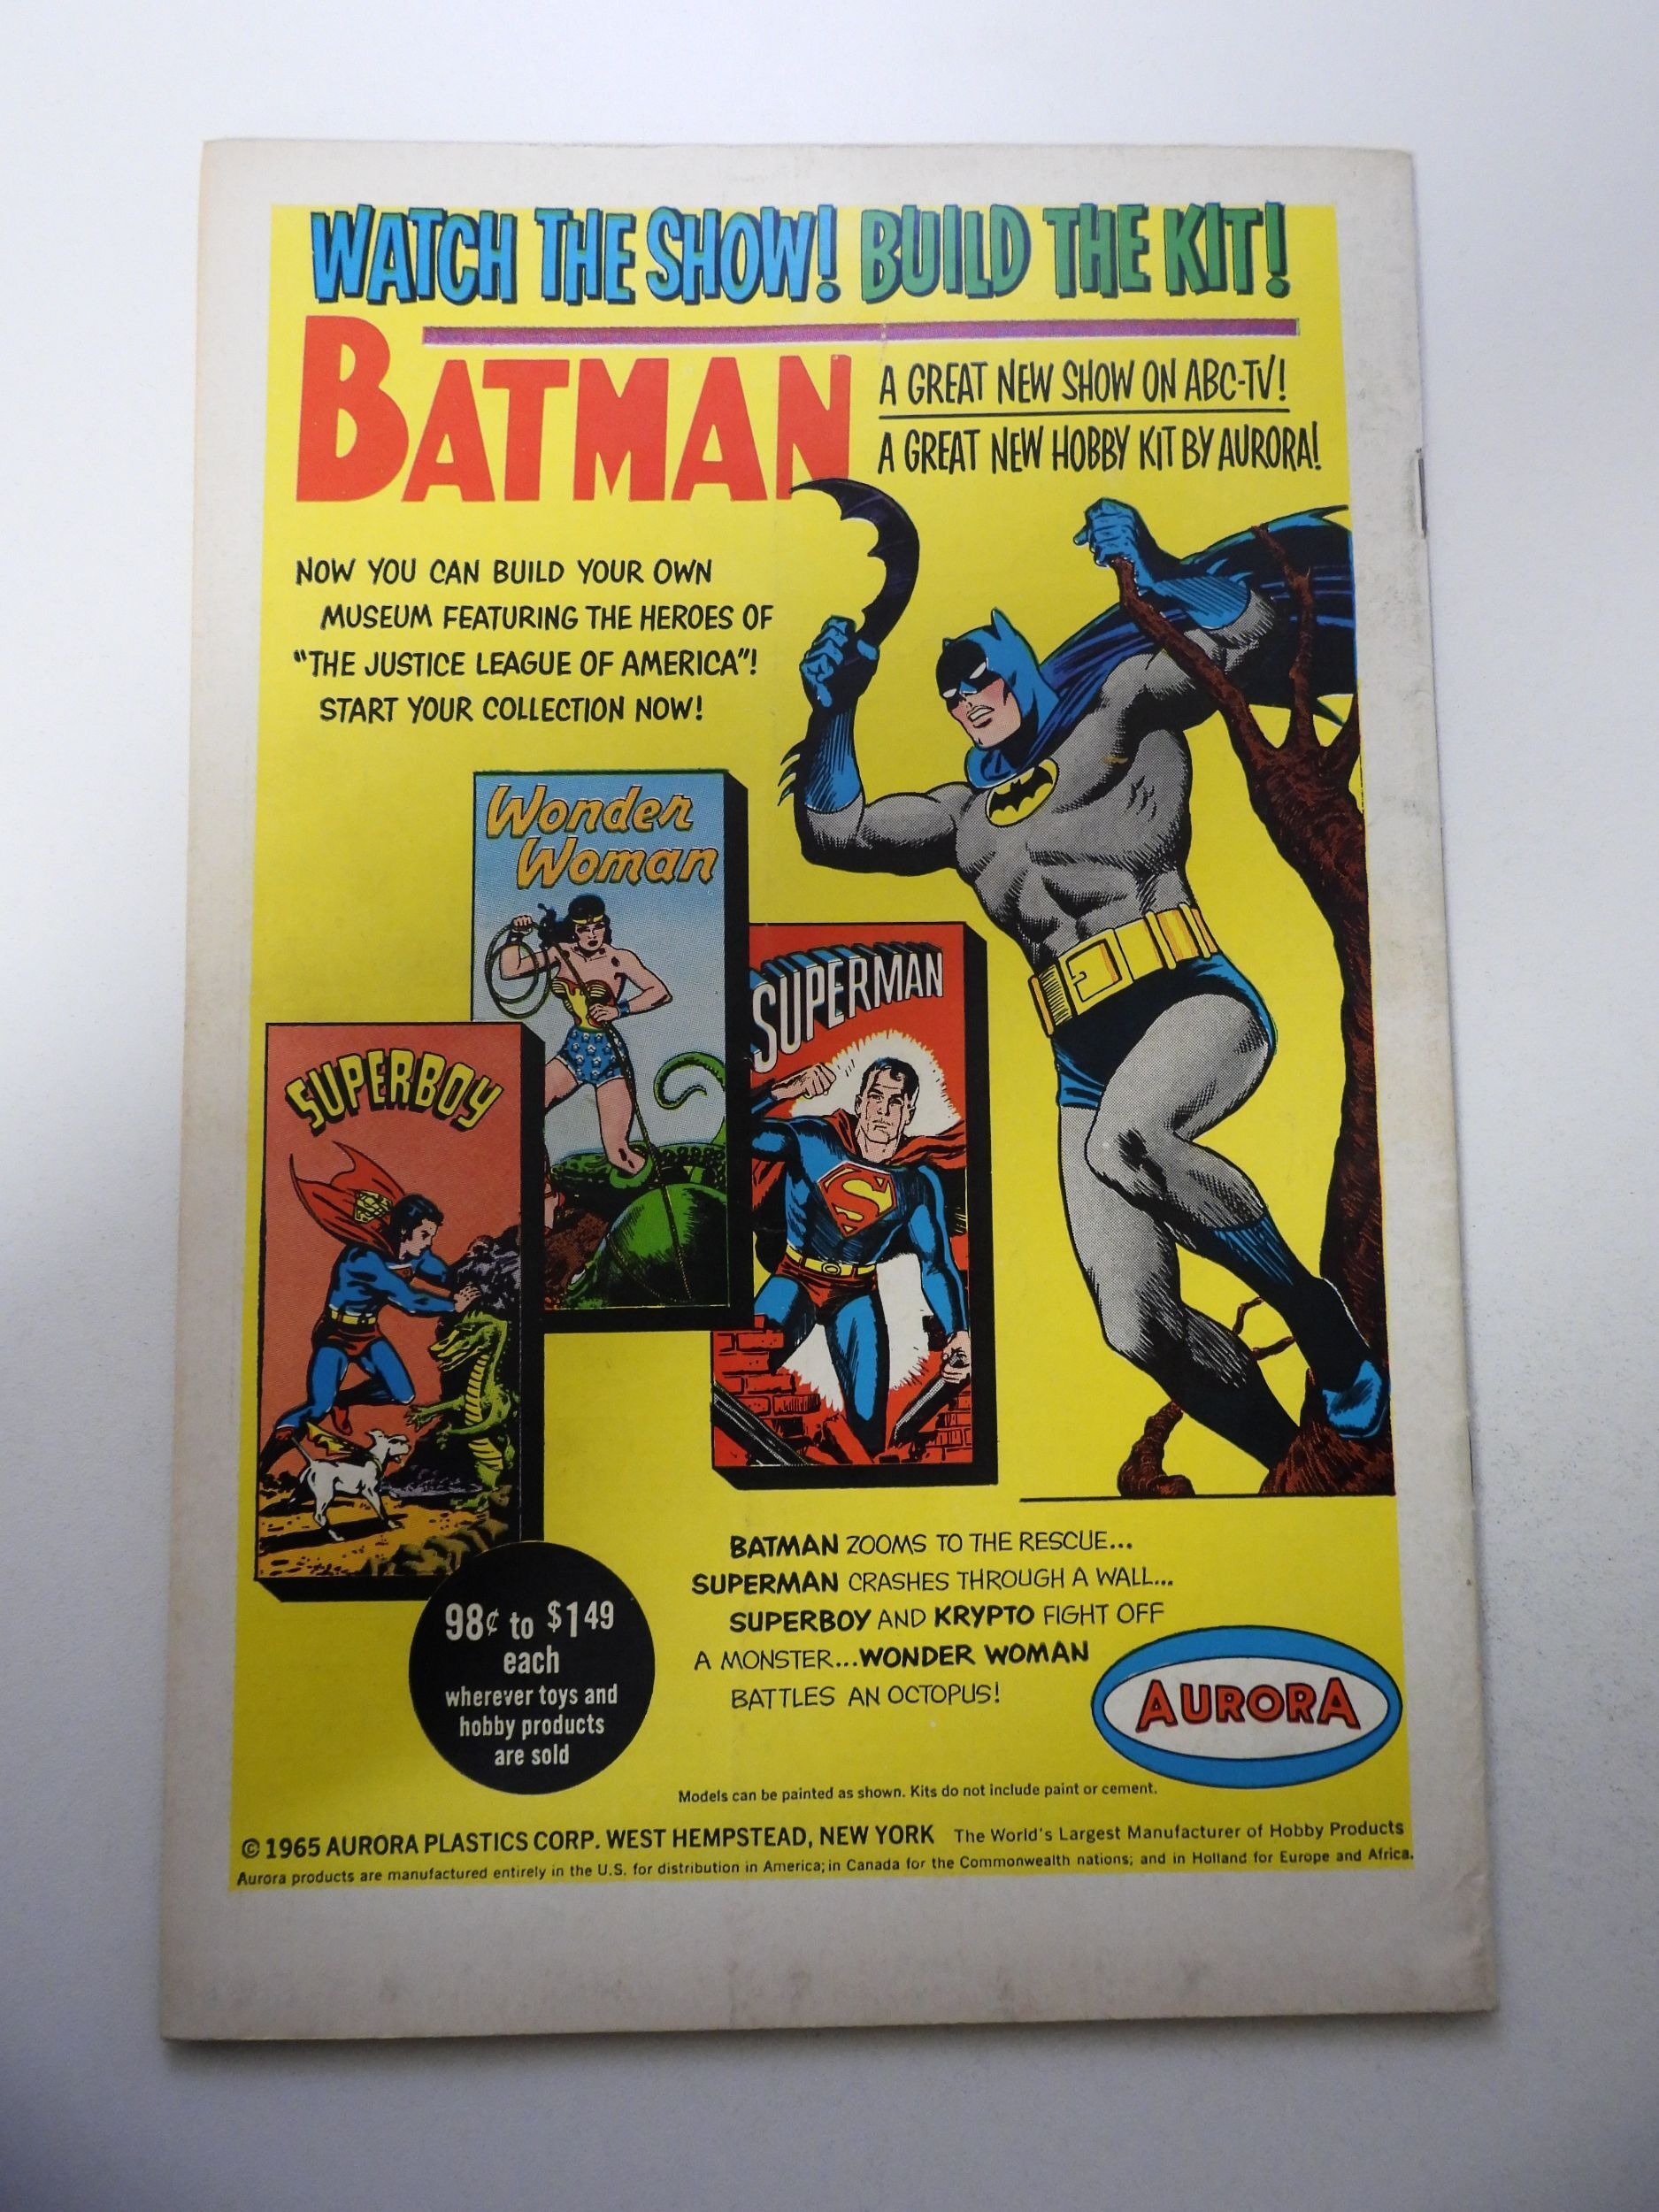 WATCH THE SHOW! BUILD THE KIT!
BATMAN
A GREAT NEW SHOW ON ABC-TV!
A GREAT NEW HOBBY KIT BY AURORA!
NOW YOU CAN BUILD YOUR OWN
MUSEUM FEATURING THE HEROES OF
"THE JUSTICE LEAGUE OF AMERICA"!
START YOUR COLLECTION NOW!
Wonder
Woman
SUPERMAN
S
SUPERBOY
98¢ to $1 49
each
wherever toys and
hobby products
are sold
BATMAN ZOOMS TO THE RESCUE...
SUPERMAN CRASHES THROUGH A WALL...
SUPERBOY AND KRYPTO FIGHT OFF
A MONSTER...WONDER WOMAN
BATTLES AN OCTOPUS!
AURORA
Models can be painted as shown. Kits do not include paint or cement.
© 1965 AURORA PLASTICS CORP. WEST HEMPSTEAD, NEW YORK The World's Largest Manufacturer of Hobby Products
Aurora products are manufactured entirely in the U.S. for distribution in America; in Canada for the Commonwealth nations; and in Holland for Europe and Africa.